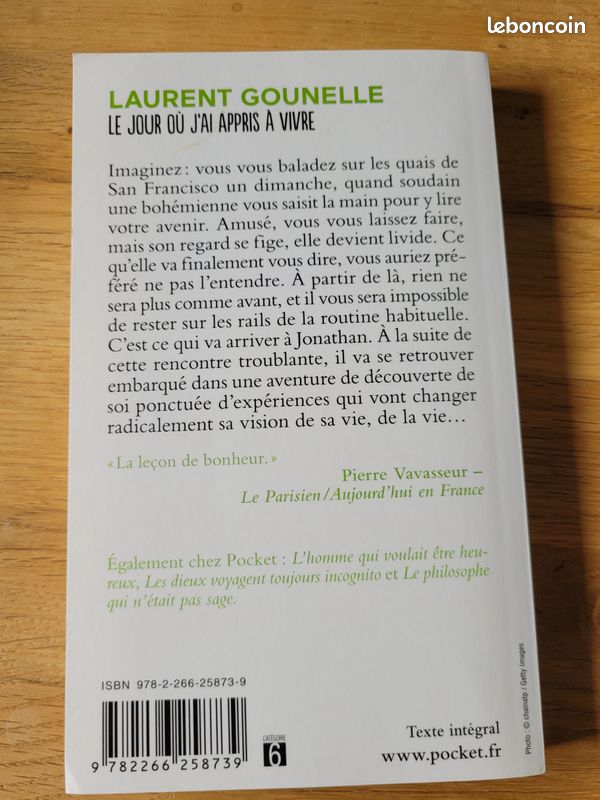 leboncoin
LAURENT GOUNELLE
LE JOUR OÙ J'AI APPRIS À VIVRE
Imaginez : vous vous baladez sur les quais de
San Francisco un dimanche, quand soudain
une bohémienne vous saisit la main pour y lire
votre avenir. Amusé, vous vous laissez faire,
mais son regard se fige, elle devient livide. Ce
qu'elle va finalement vous dire, vous auriez pré-
féré ne pas l'entendre. À partir de là, rien ne
sera plus comme avant, et il vous sera impossible
de rester sur les rails de la routine habituelle.
C'est ce qui va arriver à Jonathan. À la suite de
cette rencontre troublante, il va se retrouver
embarqué dans une aventure de découverte de
soi ponctuée d'expériences qui vont changer
radicalement sa vision de sa vie, de la vie…
« La leçon de bonheur. »
Pierre Vavasseur –
Le Parisien/Aujourd'hui en France
Également chez Pocket : L'homme qui voulait être heu-
reux, Les dieux voyagent toujours incognito et Le philosophe
qui n'était pas sage.
ISBN 978-2-266-25873-9
9 782266 258739
CATÉGORIE
6
Texte intégral
www.pocket.fr
Photo : © chainatp / Getty Images